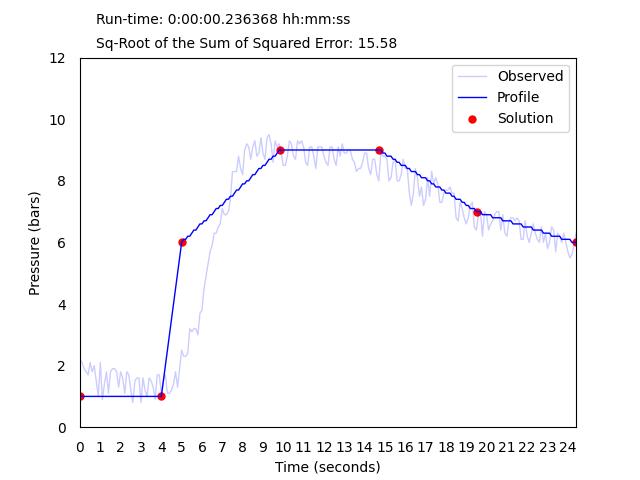 Run-time: 0:00:00.236368 hh:mm:ss
Sq-Root of the Sum of Squared Error: 15.58
12
10
8
6
4
2
0
Pressure (bars)
Observed
Profile
Solution
0 1 2 3 4 5 6 7 8 9 10 11 12 13 14 15 16 17 18 19 20 21 22 23 24
Time (seconds)